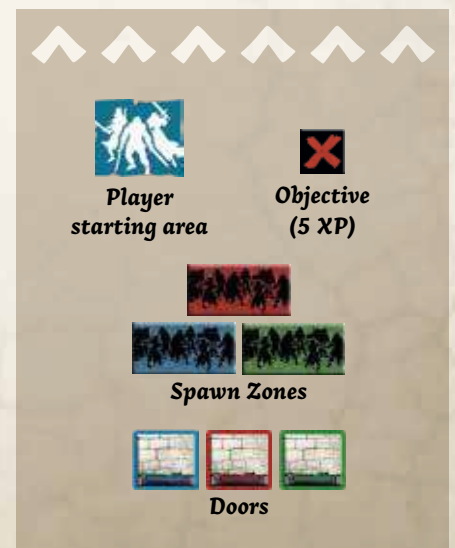 Player
starting area
Objective
(5 XP)
Spawn Zones
Doors